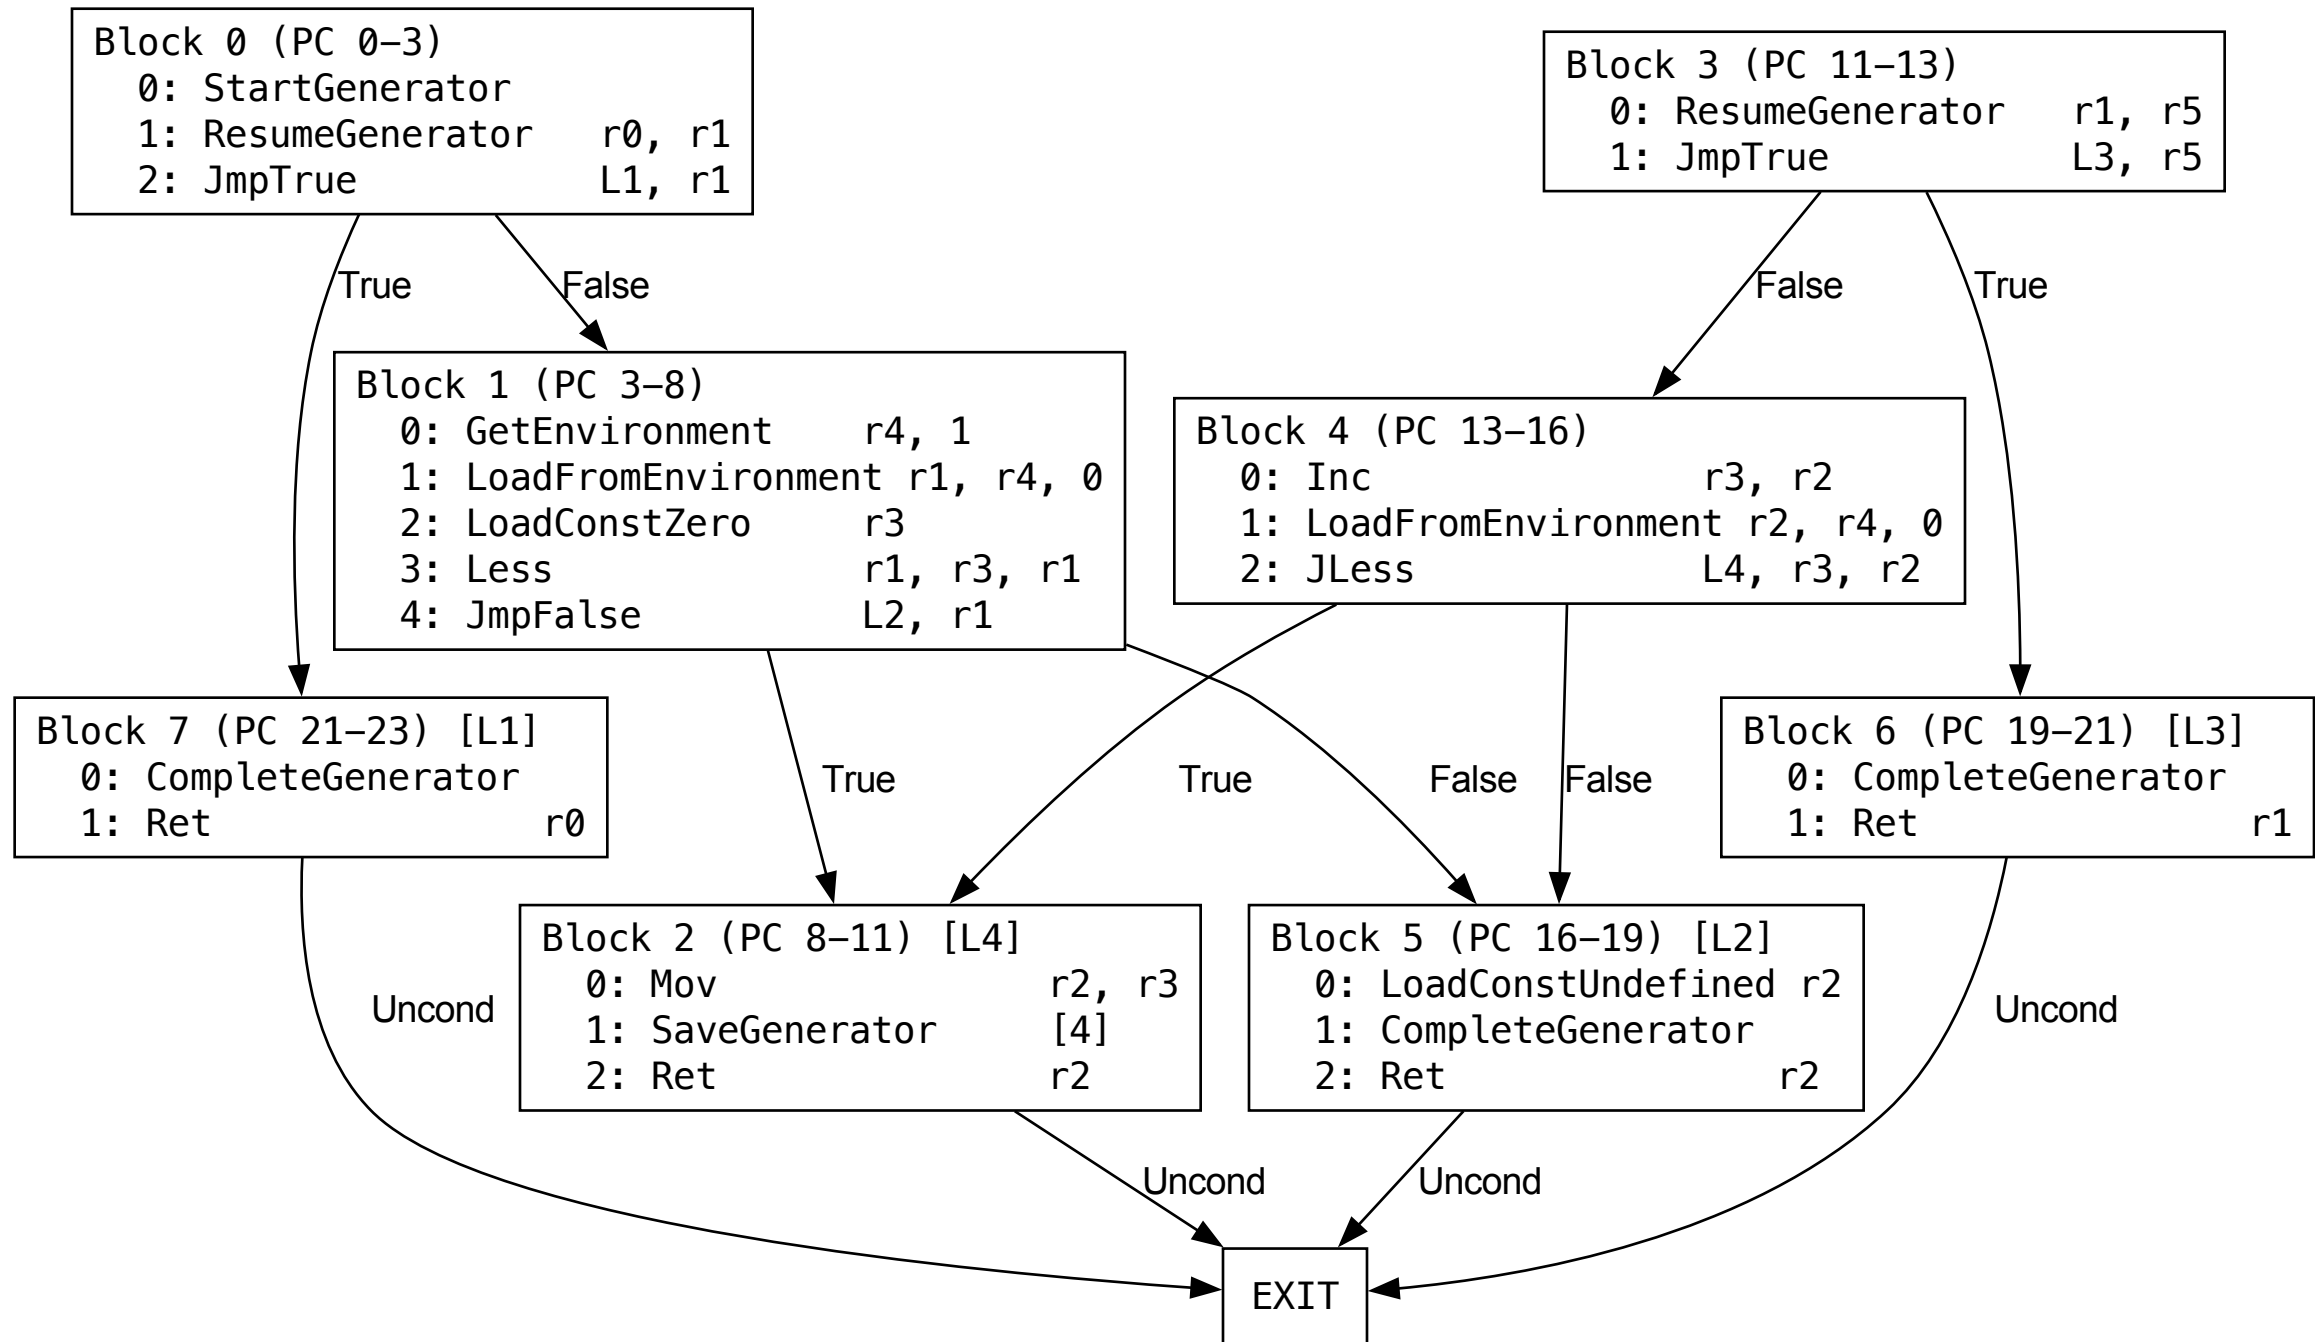 Block 0 (PC 0–3)
0: StartGenerator
1: ResumeGenerator r0, r1
2: JmpTrue L1, r1
Block 3 (PC 11–13)
0: ResumeGenerator r1, r5
1: JmpTrue L3, r5
True
False
False
True
Block 1 (PC 3–8)
0: GetEnvironment r4, 1
1: LoadFromEnvironment r1, r4, 0
2: LoadConstZero r3
3: Less r1, r3, r1
4: JmpFalse L2, r1
Block 4 (PC 13–16)
0: Inc r3, r2
1: LoadFromEnvironment r2, r4, 0
2: JLess L4, r3, r2
Block 7 (PC 21–23) [L1]
0: CompleteGenerator
1: Ret r0
True
True
False
False
Block 6 (PC 19–21) [L3]
0: CompleteGenerator
1: Ret r1
Block 2 (PC 8–11) [L4]
0: Mov r2, r3
1: SaveGenerator [4]
2: Ret r2
Block 5 (PC 16–19) [L2]
0: LoadConstUndefined r2
1: CompleteGenerator
2: Ret r2
Uncond
Uncond
Uncond
Uncond
EXIT